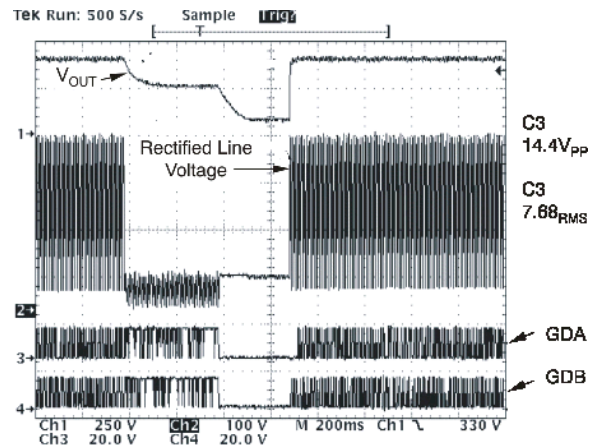 Tek Run: 500 S/s Sample Trig?
T
VOUT
1
Rectified Line
Voltage
C3
14.4VPP
C3
7.68RMS
2
GDA
3
GDB
4
Ch1 250 V Ch2 100 V M 200ms Ch1 330 V
Ch3 20.0 V Ch4 20.0 V